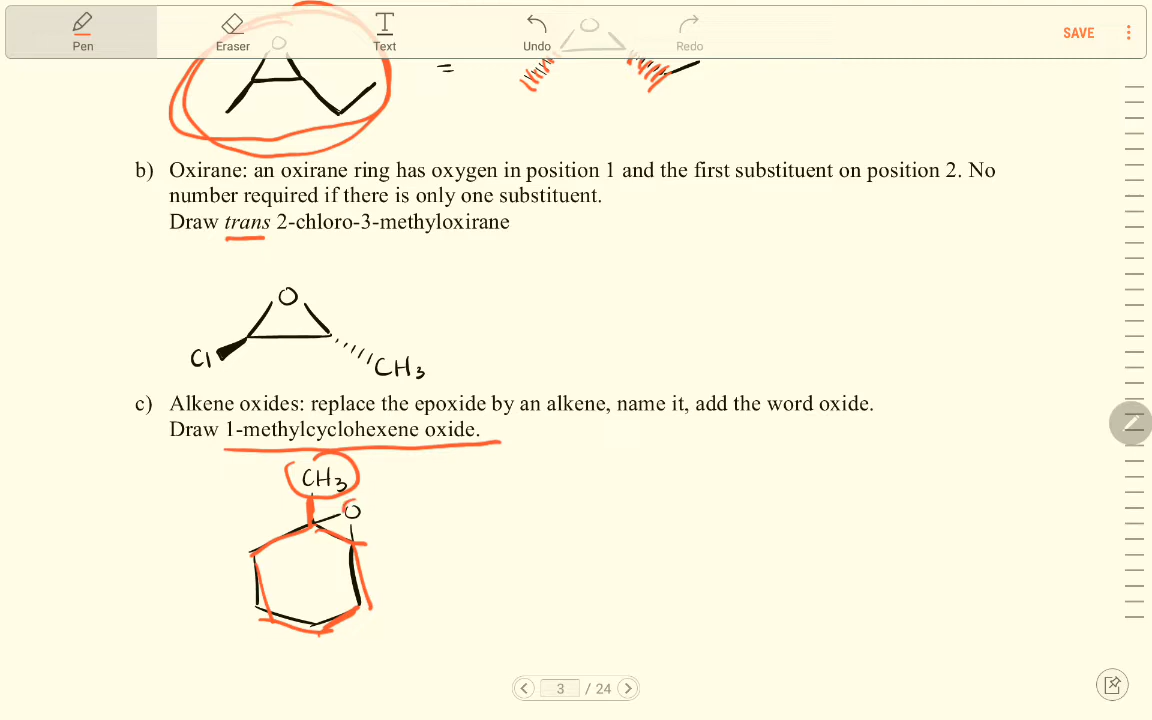 Pen
Eraser
Text
Undo
Redo
SAVE
O
O
=
b) Oxirane: an oxirane ring has oxygen in position 1 and the first substituent on position 2. No
number required if there is only one substituent.
Draw trans 2-chloro-3-methyloxirane
O
Cl
CH3
c) Alkene oxides: replace the epoxide by an alkene, name it, add the word oxide.
Draw 1-methylcyclohexene oxide.
CH3
O
3 / 24